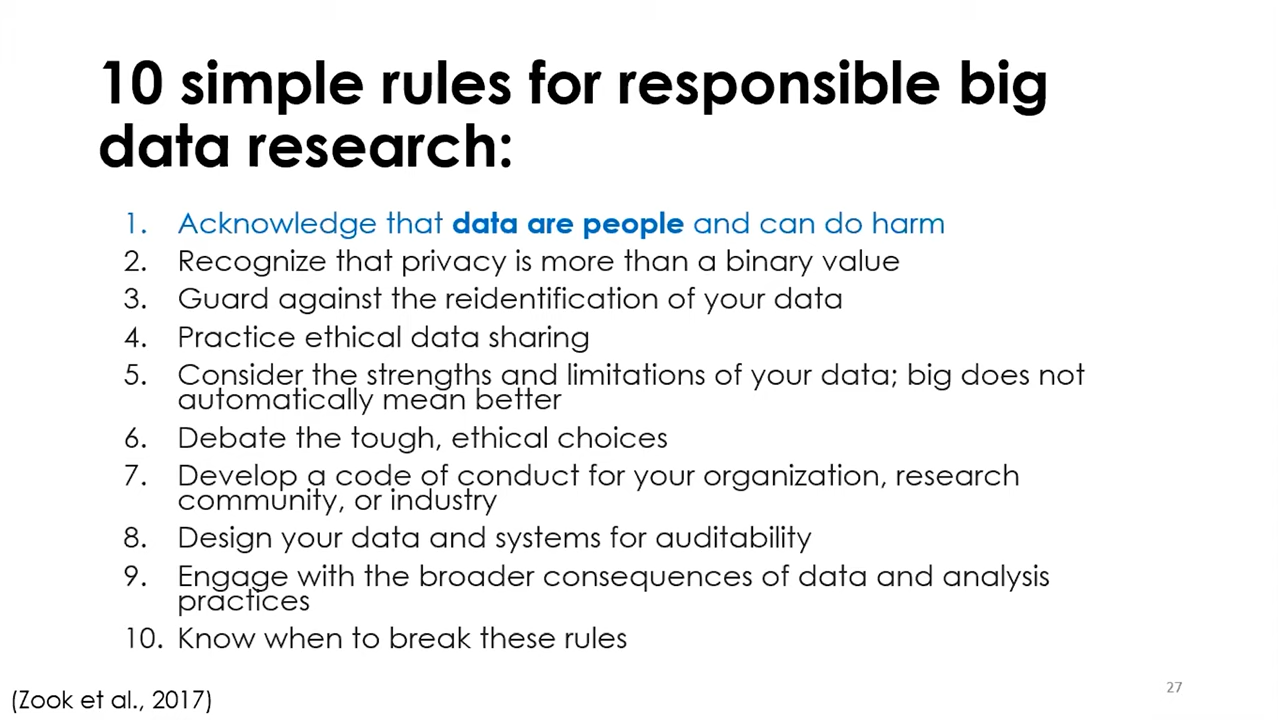 10 simple rules for responsible big
data research:
1. Acknowledge that data are people and can do harm
2. Recognize that privacy is more than a binary value
3. Guard against the reidentification of your data
4. Practice ethical data sharing
5. Consider the strengths and limitations of your data; big does not
automatically mean better
6. Debate the tough, ethical choices
7. Develop a code of conduct for your organization, research
community, or industry
8. Design your data and systems for auditability
9. Engage with the broader consequences of data and analysis
practices
10. Know when to break these rules
(Zook et al., 2017)
27